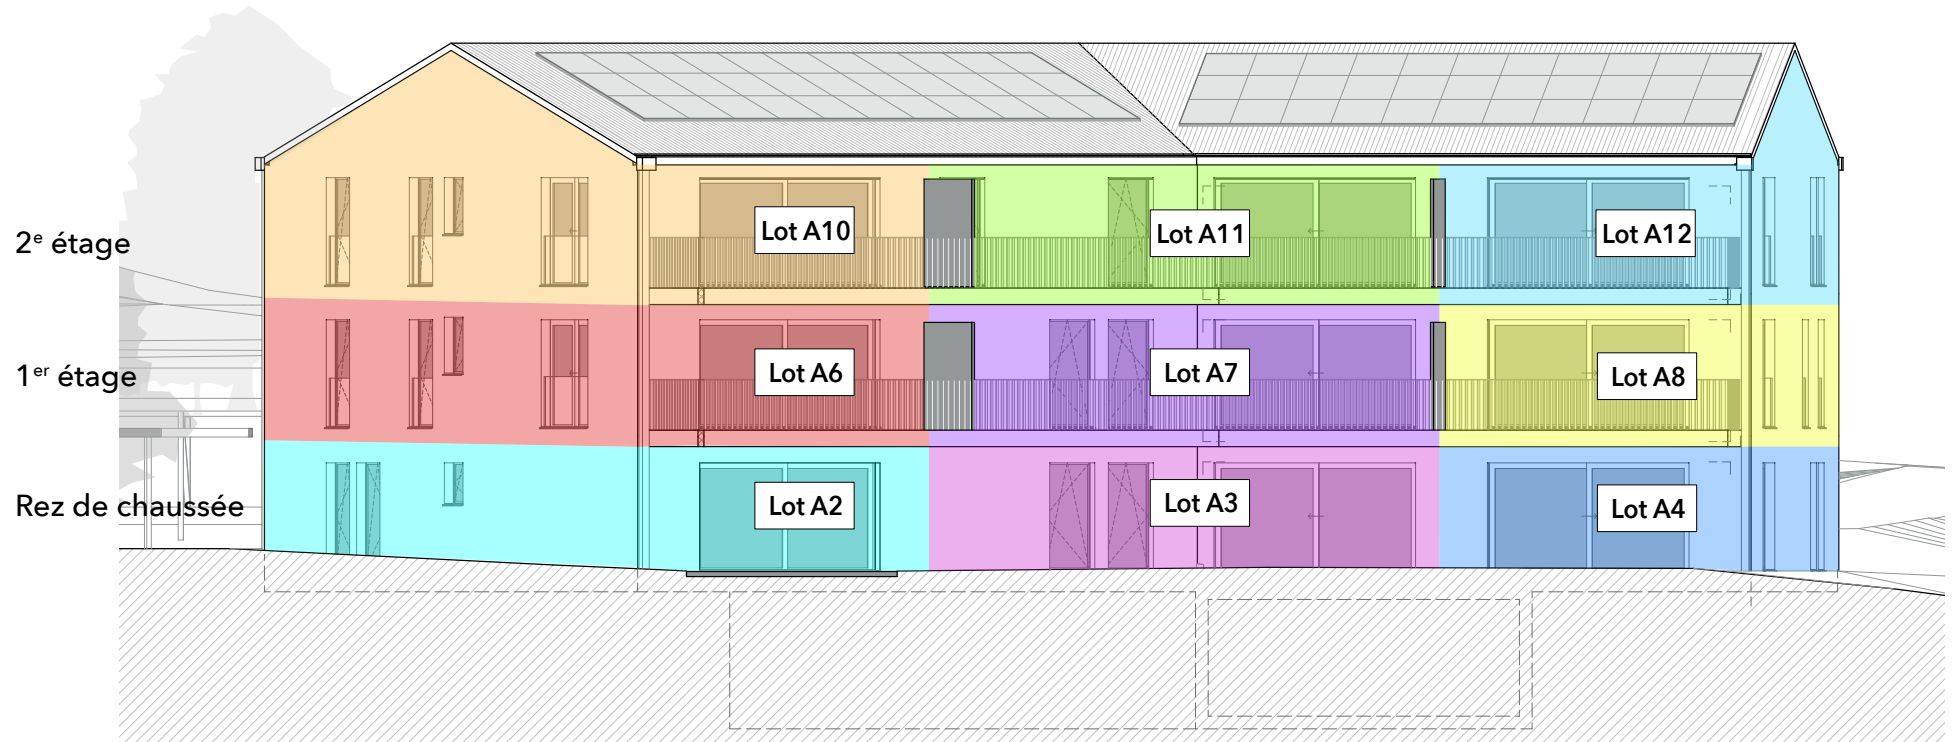 2ᵉ étage
Lot A10
Lot A11
Lot A12
1ᵉʳ étage
Lot A6
Lot A7
Lot A8
Rez de chaussée
Lot A2
Lot A3
Lot A4